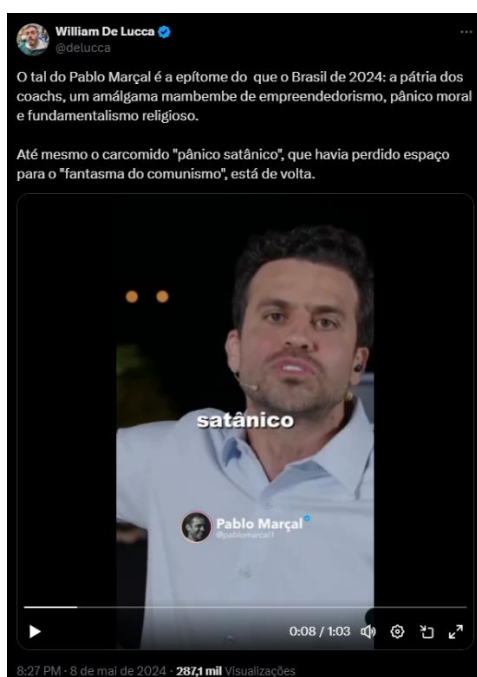 William De Lucca
@delucca
O tal do Pablo Marçal é a epítome do que o Brasil de 2024: a pátria dos
coachs, um amálgama mambembe de empreendedorismo, pânico moral
e fundamentalismo religioso.
Até mesmo o carcomido "pânico satânico", que havia perdido espaço
para o "fantasma do comunismo", está de volta.
satânico
Pablo Marçal
@pablomarcal1
0:08 / 1:03
8:27 PM · 8 de mai de 2024 · 287,1 mil Visualizações